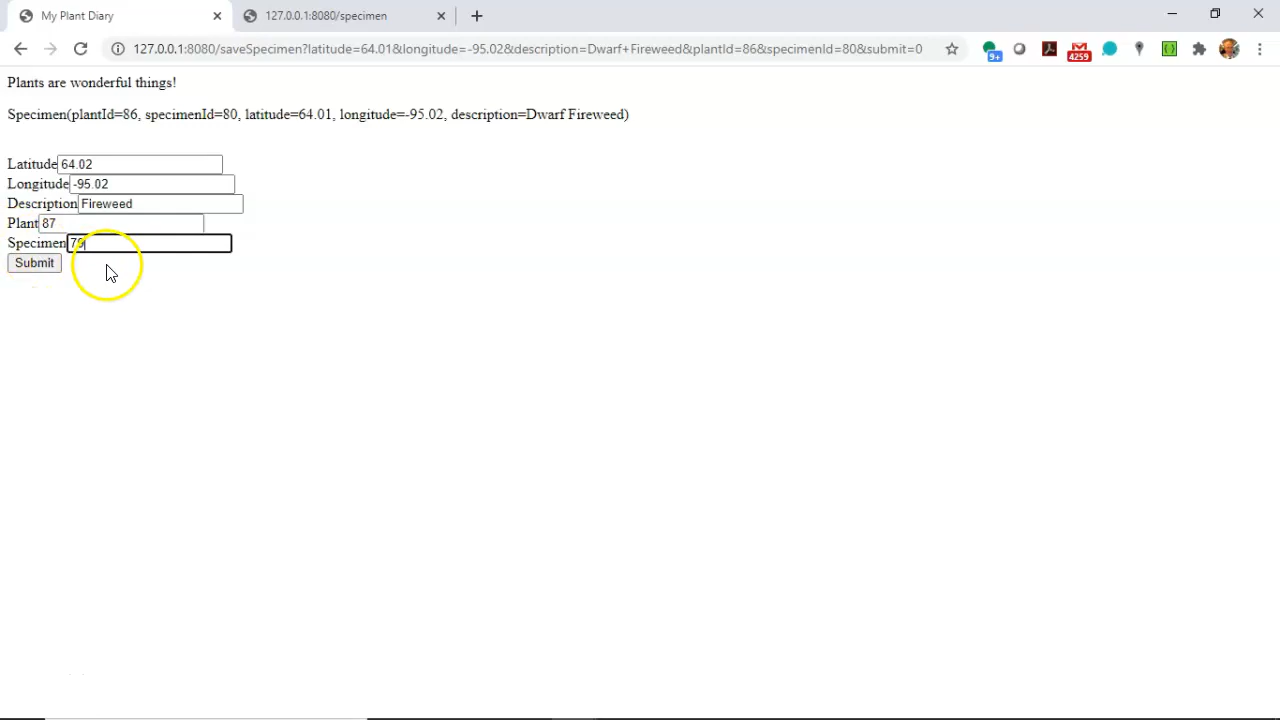 My Plant Diary
127.0.0.1:8080/specimen
127.0.0.1:8080/saveSpecimen?latitude=64.01&longitude=-95.02&description=Dwarf+Fireweed&plantId=86&specimenId=80&submit=0
9+
4259
Plants are wonderful things!
Specimen(plantId=86, specimenId=80, latitude=64.01, longitude=-95.02, description=Dwarf Fireweed)
Latitude 64.02
Longitude -95.02
Description Fireweed
Plant 87
Specimen 79
Submit